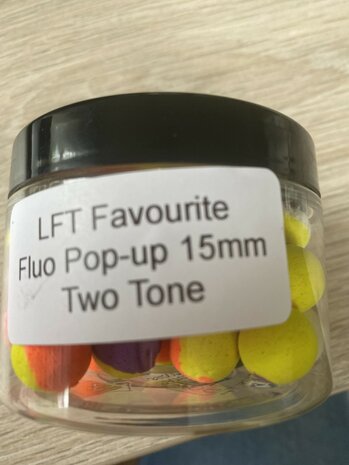 LFT Favourite
Fluo Pop-up 15mm
Two Tone